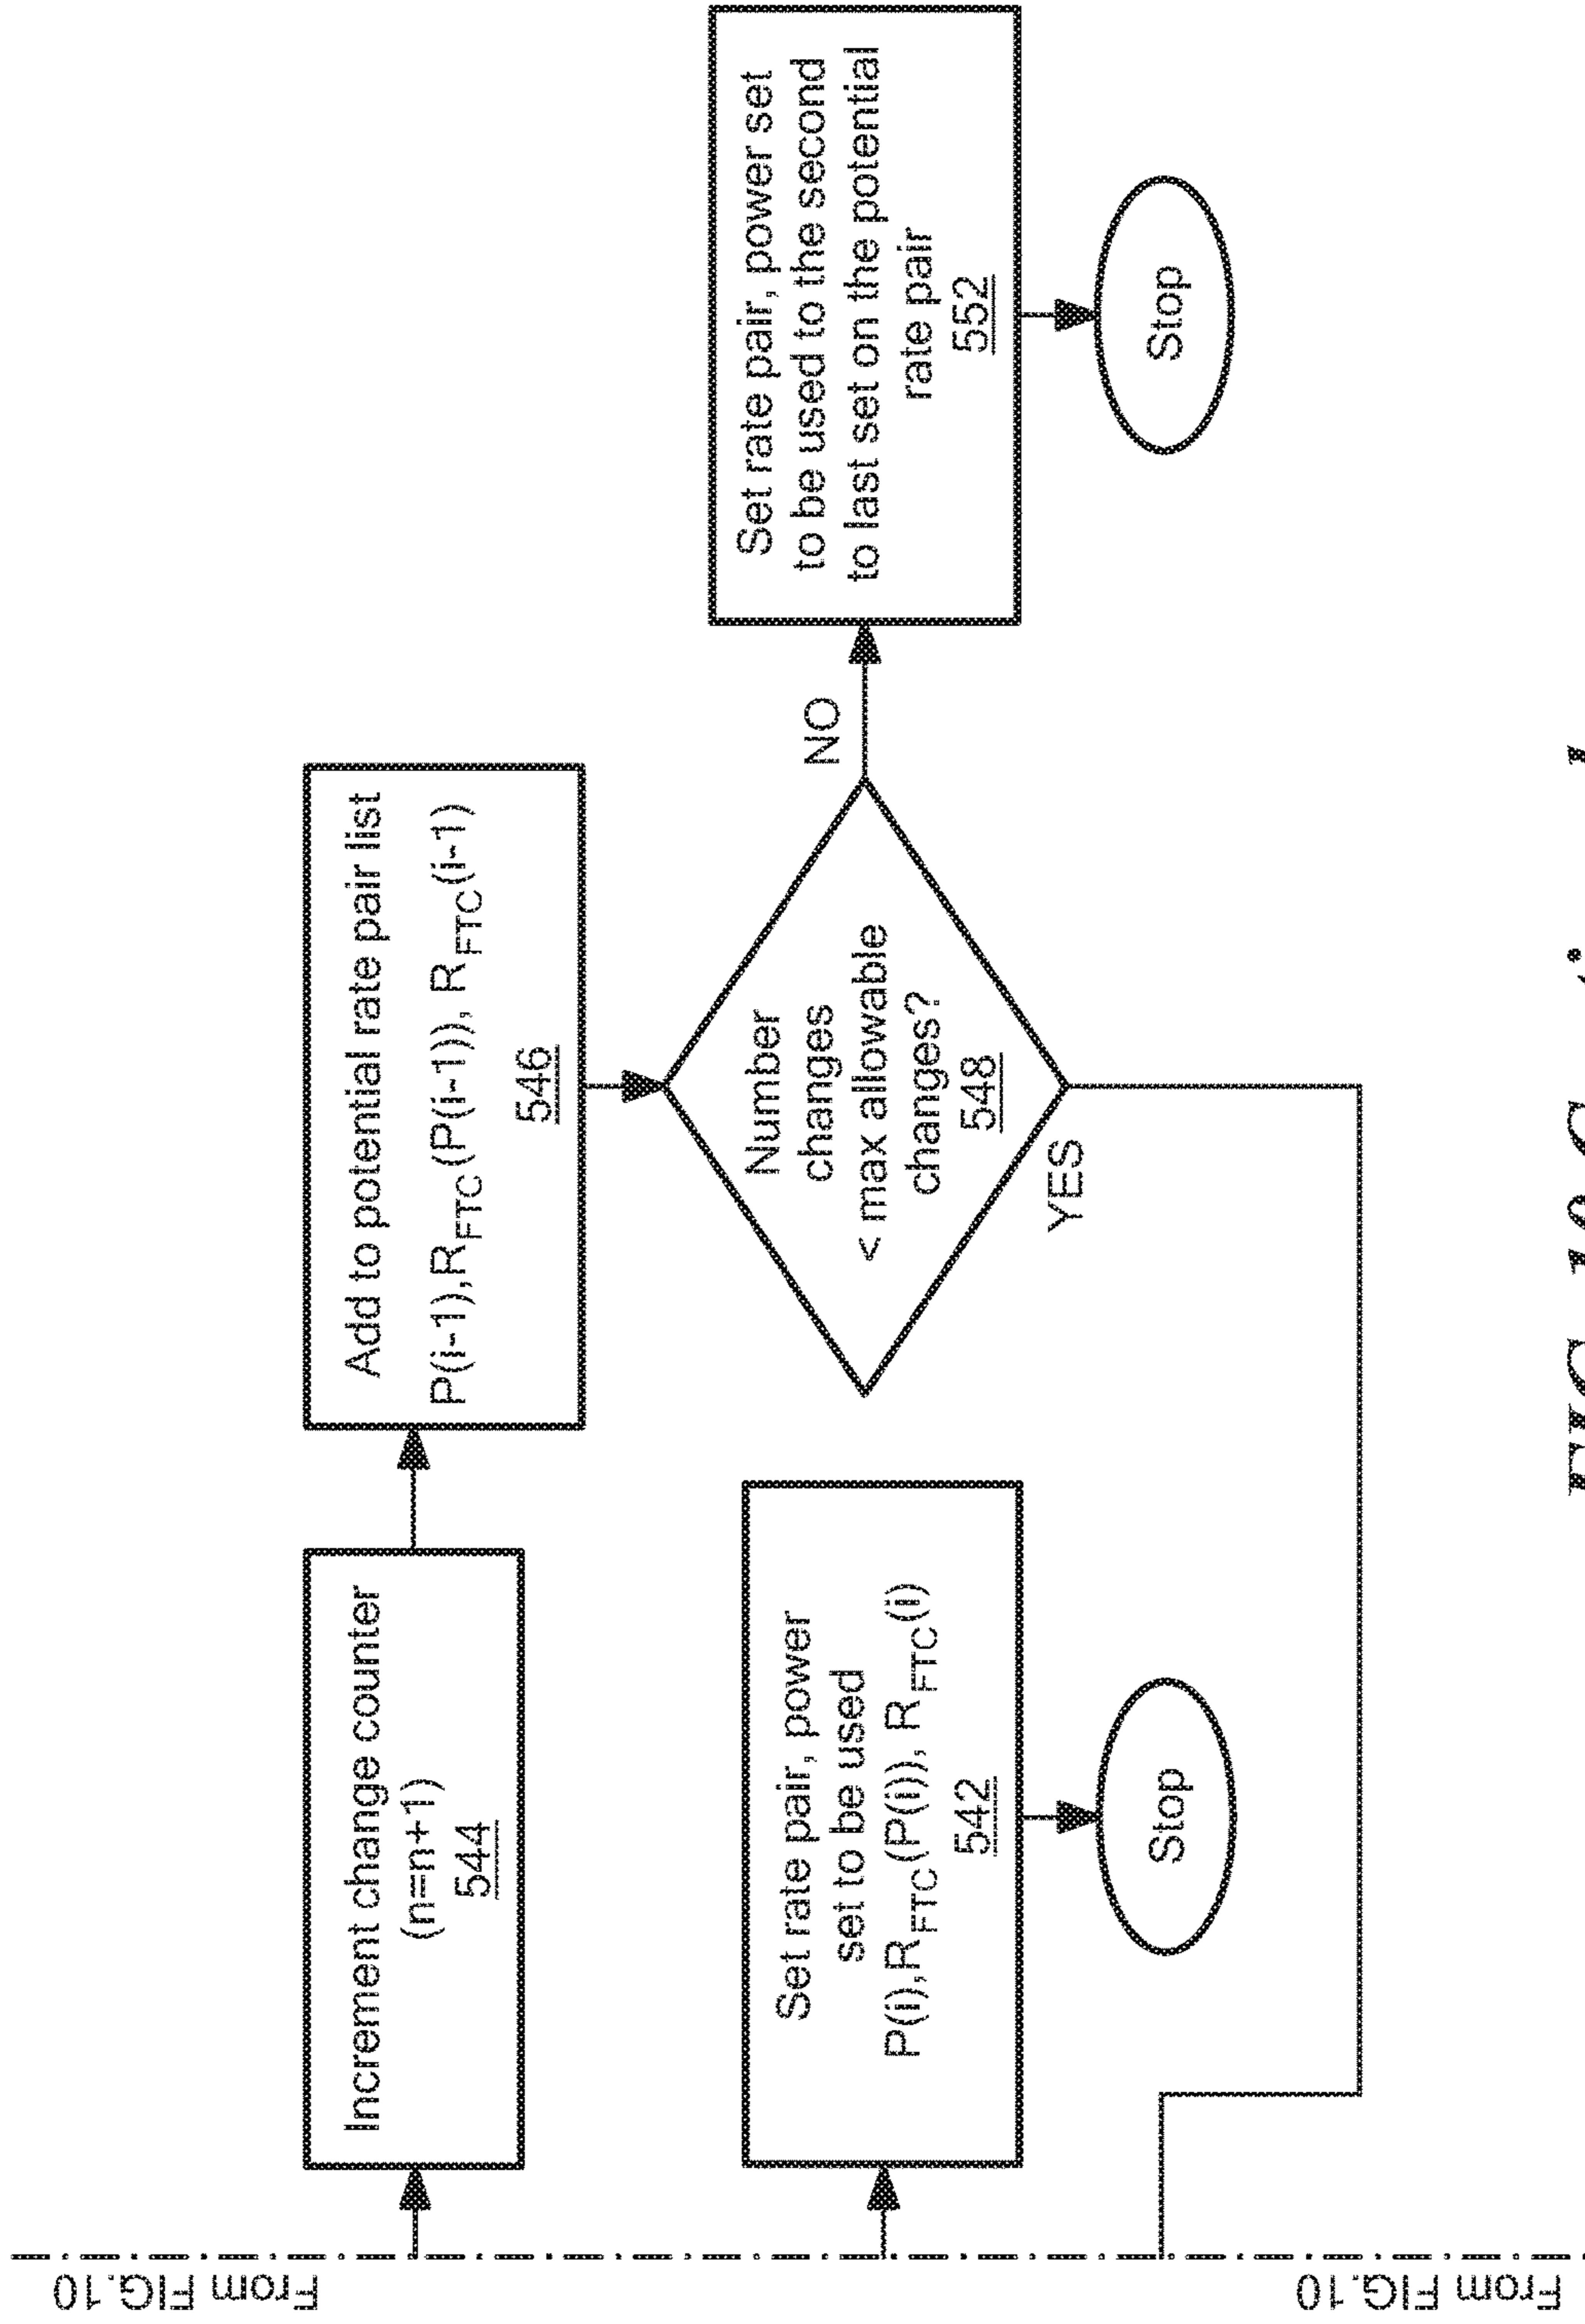 From FIG.10
Increment change counter
(n=n+1)
544
Add to potential rate pair list
P(i-1),R_FTC(P(i-1)), R_FTC(i-1)
546
Set rate pair, power
set to be used
P(i),R_FTC(P(i)), R_FTC(i)
542
Stop
Number
changes
< max allowable
changes?
548
YES
NO
Set rate pair, power set
to be used to the second
to last set on the potential
rate pair
552
Stop
From FIG.10